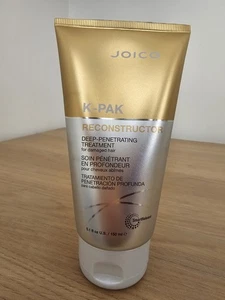 JOICO
K-PAK
RECONSTRUCTOR
DEEP-PENETRATING
TREATMENT
for damaged hair
SOIN PÉNÉTRANT
EN PROFONDEUR
pour cheveux abîmés
TRATAMIENTO DE
PENETRACIÓN PROFUNDA